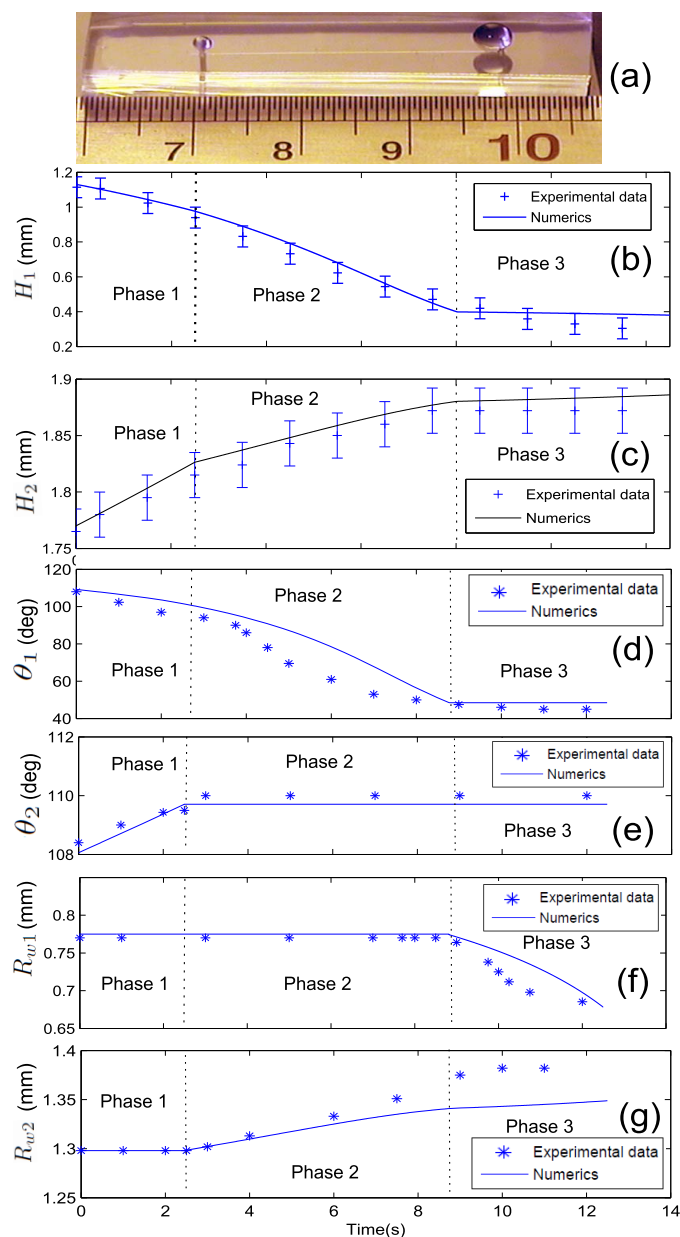 (a)
7 8 9 10
H1 (mm)
1.2
1
0.8
0.6
0.4
0.2
Experimental data
Numerics
(b)
Phase 1
Phase 2
Phase 3
H2 (mm)
1.9
1.85
1.8
1.75
Phase 2
Phase 1
Phase 3
(c)
Experimental data
Numerics
θ1 (deg)
120
100
80
60
40
Experimental data
Numerics
Phase 2
(d)
Phase 1
Phase 3
θ2 (deg)
112
110
108
Phase 1
Phase 2
Experimental data
Numerics
Phase 3
(e)
Rw1 (mm)
0.8
0.75
0.7
0.65
Experimental data
Numerics
Phase 3
Phase 1
Phase 2
(f)
Rw2 (mm)
1.4
1.35
1.3
1.25
Phase 1
(g)
Phase 3
Phase 2
Experimental data
Numerics
0 2 4 6 8 10 12 14
Time(s)